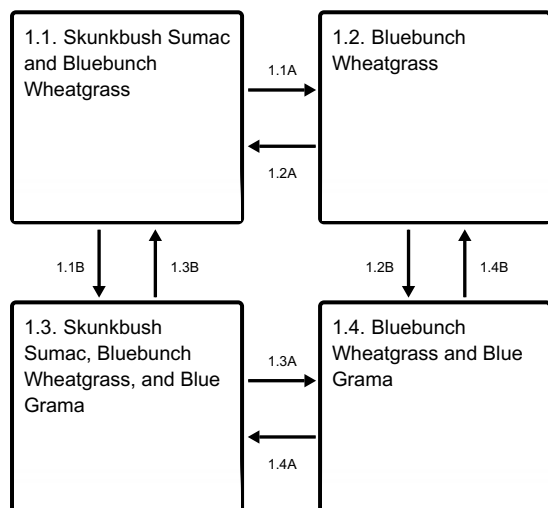 1.1. Skunkbush Sumac
and Bluebunch
Wheatgrass
1.1A
1.2A
1.2. Bluebunch
Wheatgrass
1.1B
1.3B
1.2B
1.4B
1.3. Skunkbush
Sumac, Bluebunch
Wheatgrass, and Blue
Grama
1.3A
1.4A
1.4. Bluebunch
Wheatgrass and Blue
Grama